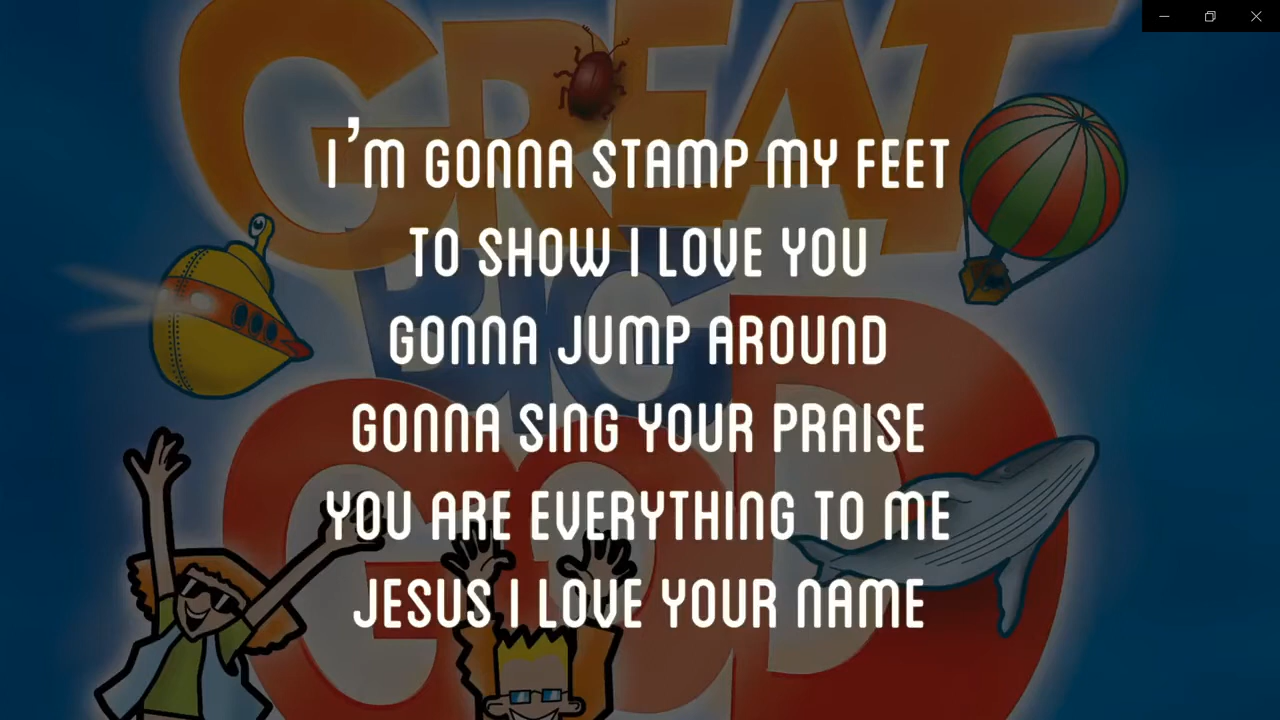 GREAT
BIG
GOD
I'M GONNA STAMP MY FEET
TO SHOW I LOVE YOU
GONNA JUMP AROUND
GONNA SING YOUR PRAISE
YOU ARE EVERYTHING TO ME
JESUS I LOVE YOUR NAME